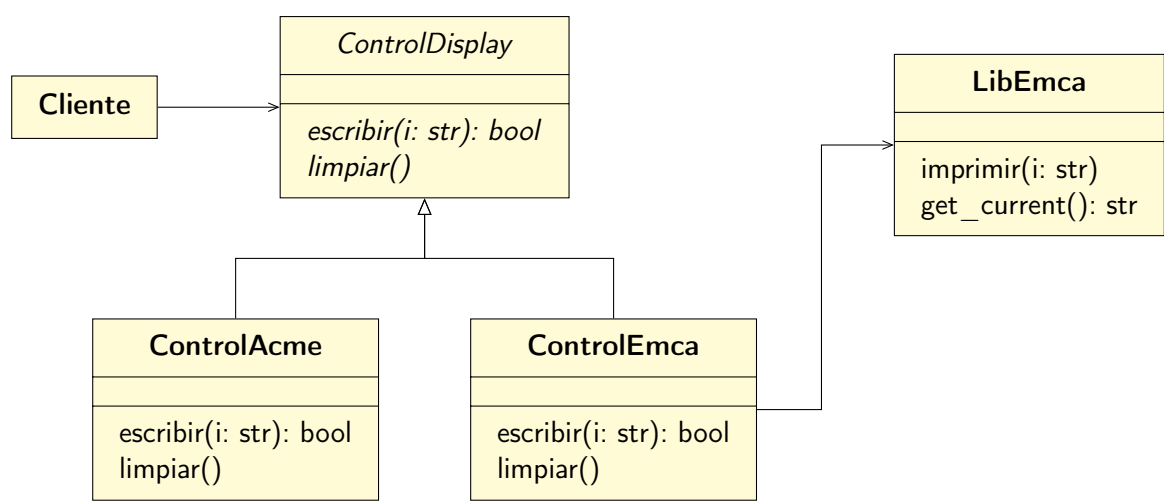 ControlDisplay
escribir(i: str): bool
limpiar()
Cliente
LibEmca
imprimir(i: str)
get_current(): str
ControlAcme
escribir(i: str): bool
limpiar()
ControlEmca
escribir(i: str): bool
limpiar()